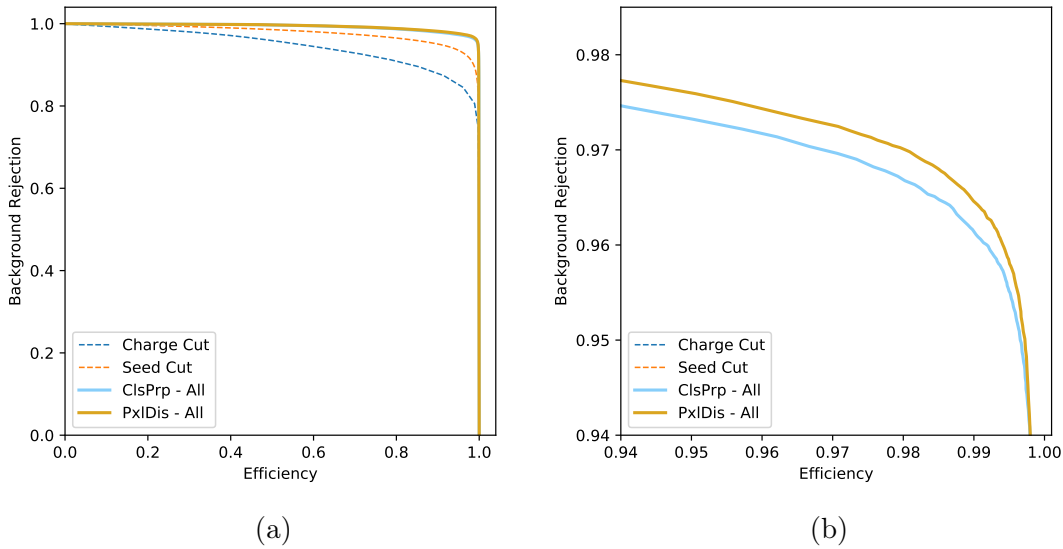 1.0
0.8
0.6
0.4
0.2
0.0
Background Rejection
Charge Cut
Seed Cut
ClsPrp - All
PxlDis - All
0.0 0.2 0.4 0.6 0.8 1.0
Efficiency
(a)
0.98
0.97
0.96
0.95
0.94
Background Rejection
Charge Cut
Seed Cut
ClsPrp - All
PxlDis - All
0.94 0.95 0.96 0.97 0.98 0.99 1.00
Efficiency
(b)